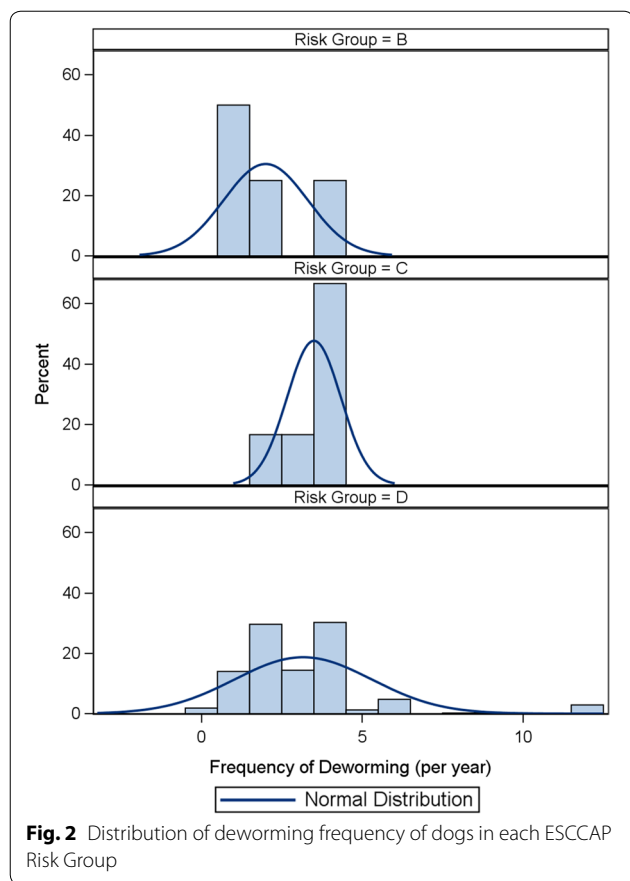 Risk Group = B
60
40
20
0
Risk Group = C
60
40
20
0
Percent
Risk Group = D
60
40
20
0
0 5 10
Frequency of Deworming (per year)
Normal Distribution
Fig. 2 Distribution of deworming frequency of dogs in each ESCCAP
Risk Group